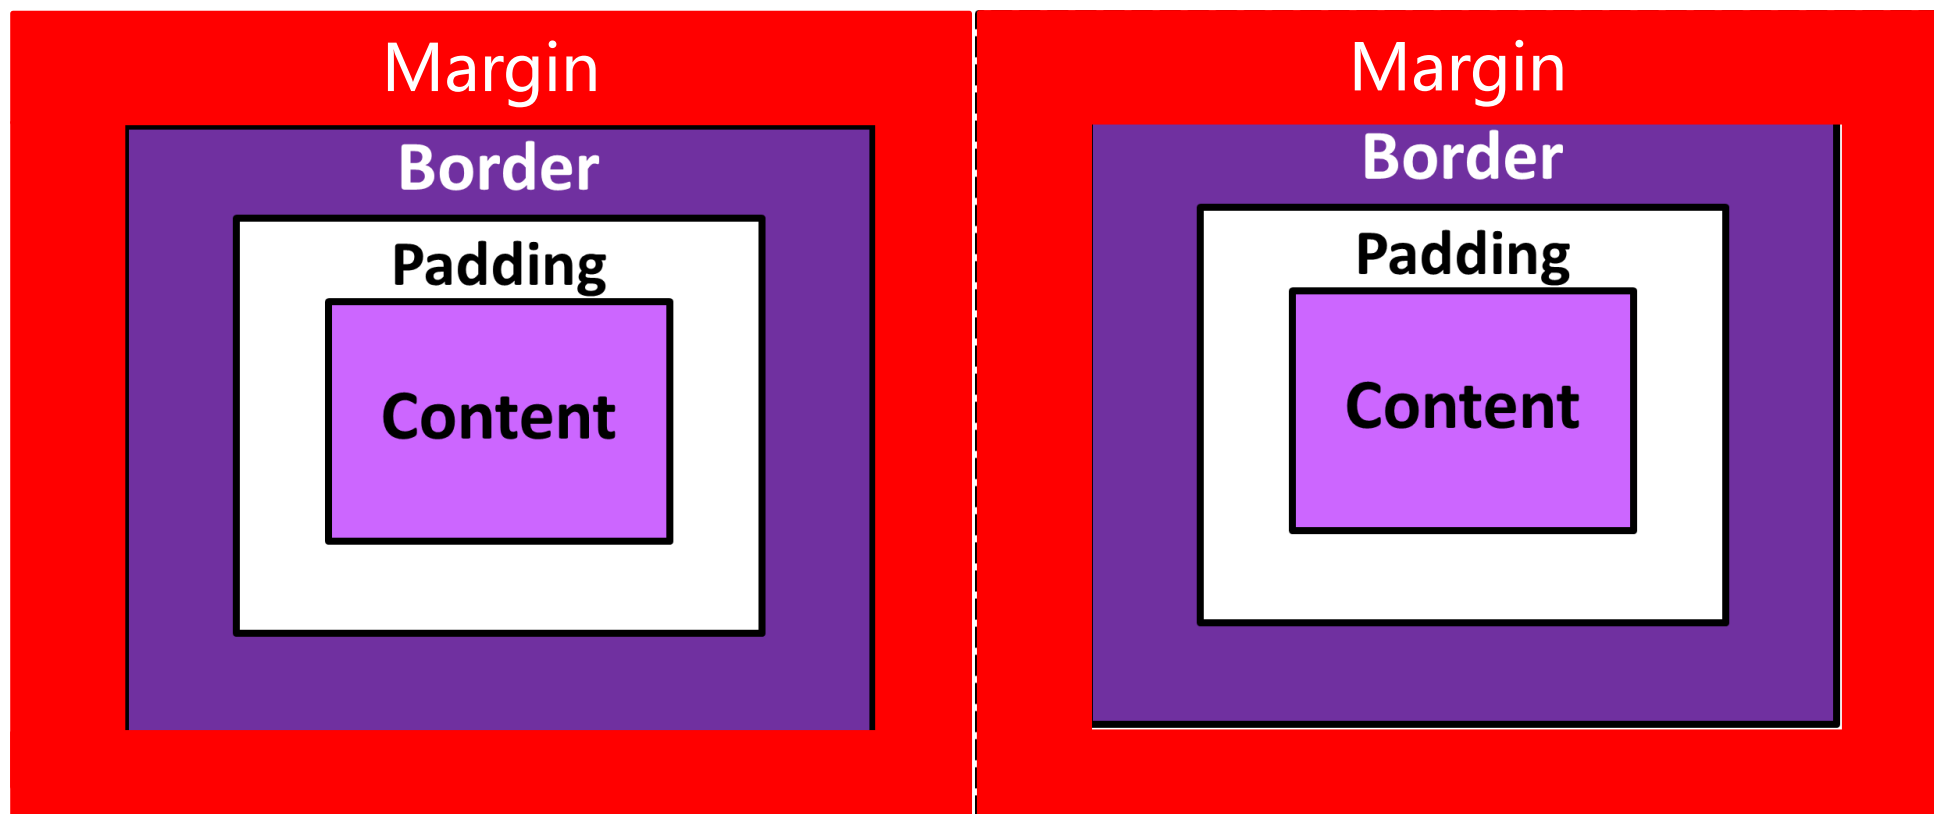 Margin
Border
Padding
Content
Margin
Border
Padding
Content